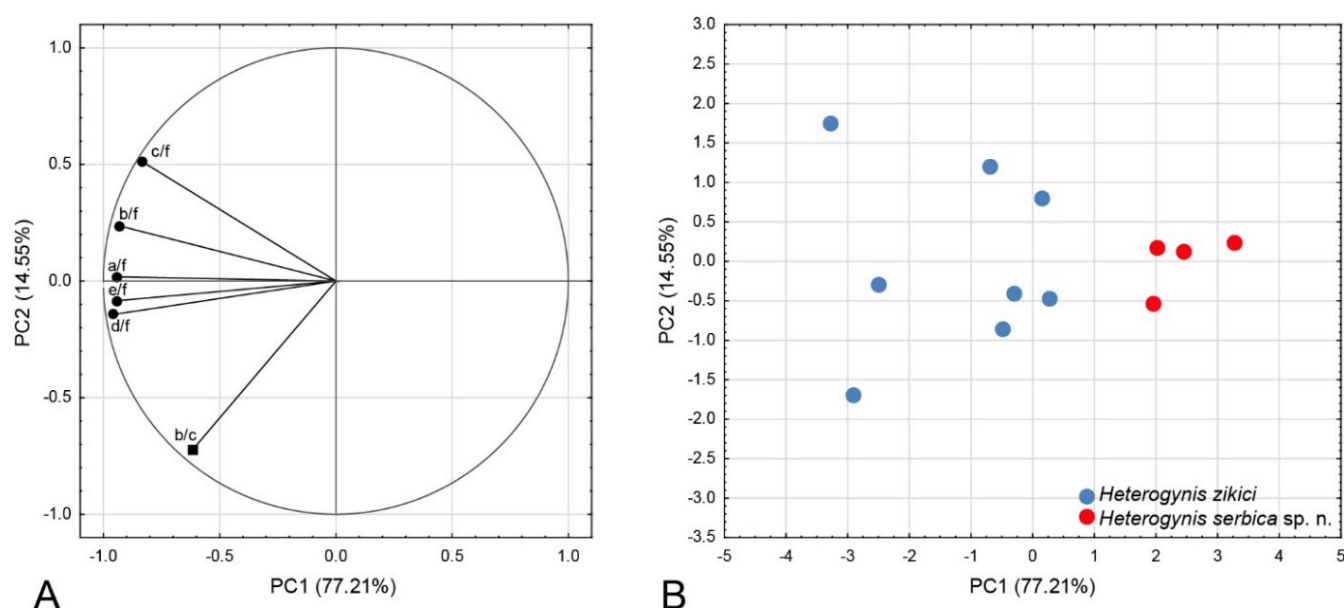 1.0
0.5
0.0
-0.5
-1.0
PC2 (14.55%)
c/f
b/f
a/f
e/f
d/f
b/c
-1.0 -0.5 0.0 0.5 1.0
PC1 (77.21%)
A
3.0
2.5
2.0
1.5
1.0
0.5
0.0
-0.5
-1.0
-1.5
-2.0
-2.5
-3.0
-3.5
PC2 (14.55%)
Heterogynis zikici
Heterogynis serbica sp. n.
-5 -4 -3 -2 -1 0 1 2 3 4 5
PC1 (77.21%)
B